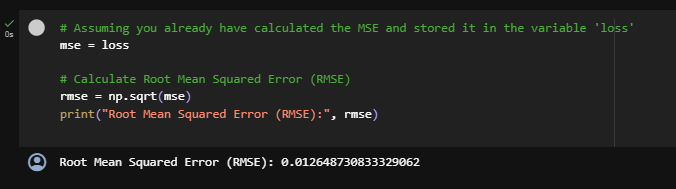 # Assuming you already have calculated the MSE and stored it in the variable 'loss'
mse = loss
0s
# Calculate Root Mean Squared Error (RMSE)
rmse = np.sqrt(mse)
print("Root Mean Squared Error (RMSE):", rmse)
Root Mean Squared Error (RMSE): 0.012648730833329062